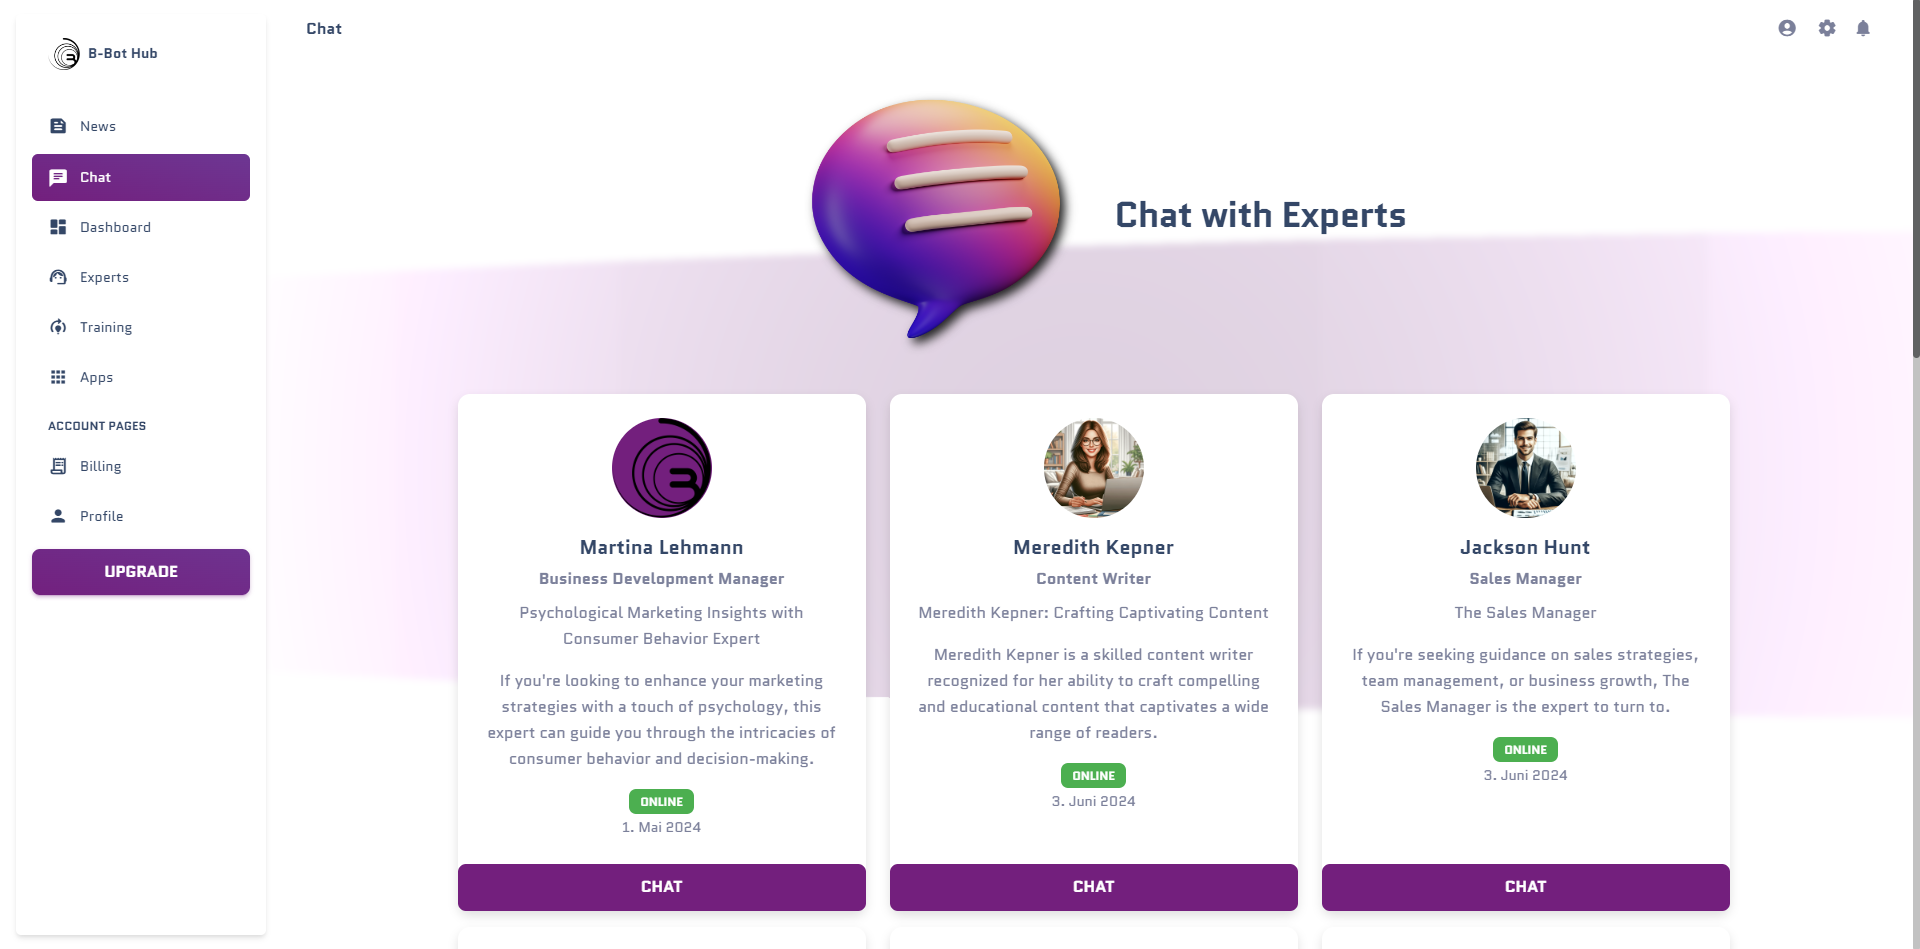 B-Bot Hub
News
Chat
Dashboard
Experts
Training
Apps
ACCOUNT PAGES
Billing
Profile
UPGRADE
Chat
Chat with Experts
Martina Lehmann
Business Development Manager
Psychological Marketing Insights with
Consumer Behavior Expert
If you're looking to enhance your marketing
strategies with a touch of psychology, this
expert can guide you through the intricacies of
consumer behavior and decision-making.
ONLINE
1. Mai 2024
CHAT
Meredith Kepner
Content Writer
Meredith Kepner: Crafting Captivating Content
Meredith Kepner is a skilled content writer
recognized for her ability to craft compelling
and educational content that captivates a wide
range of readers.
ONLINE
3. Juni 2024
CHAT
Jackson Hunt
Sales Manager
The Sales Manager
If you're seeking guidance on sales strategies,
team management, or business growth, The
Sales Manager is the expert to turn to.
ONLINE
3. Juni 2024
CHAT